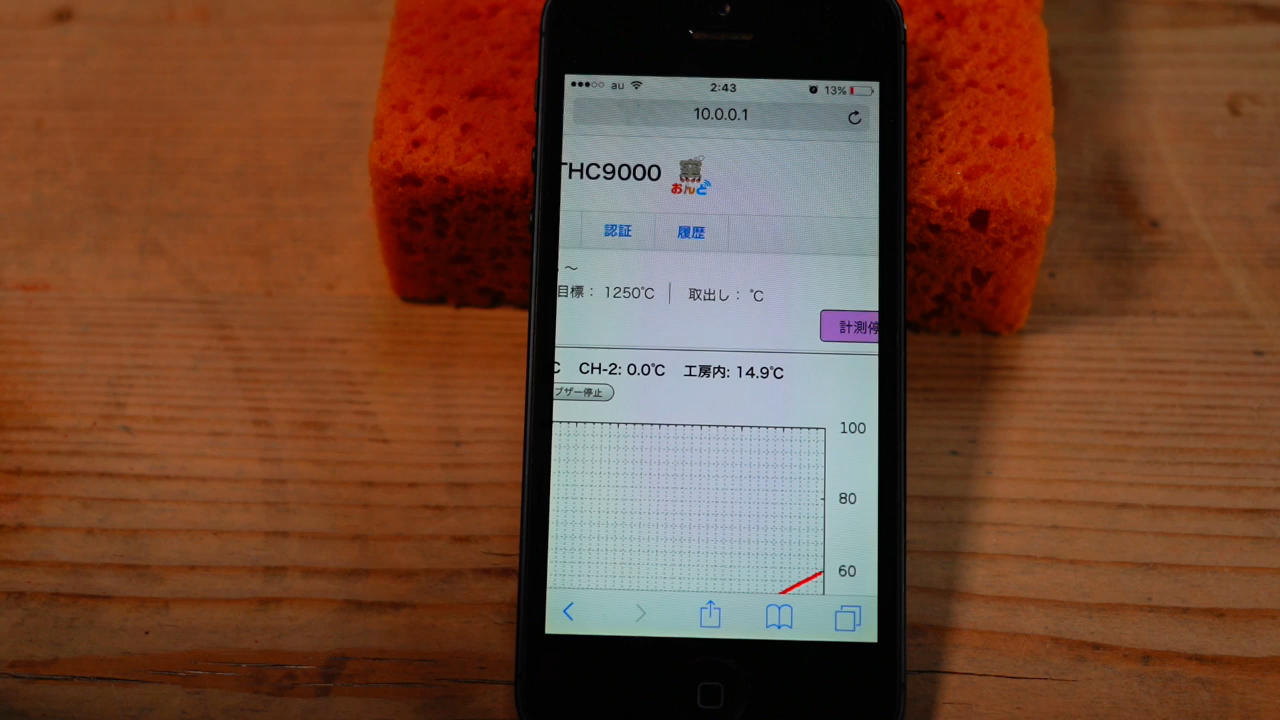 au 2:43 13%
10.0.0.1
THC9000 おんど
認証 履歴
~
目標: 1250℃ 取出し: ℃
計測停
C CH-2: 0.0℃ 工房内: 14.9℃
ブザー停止
100
80
60